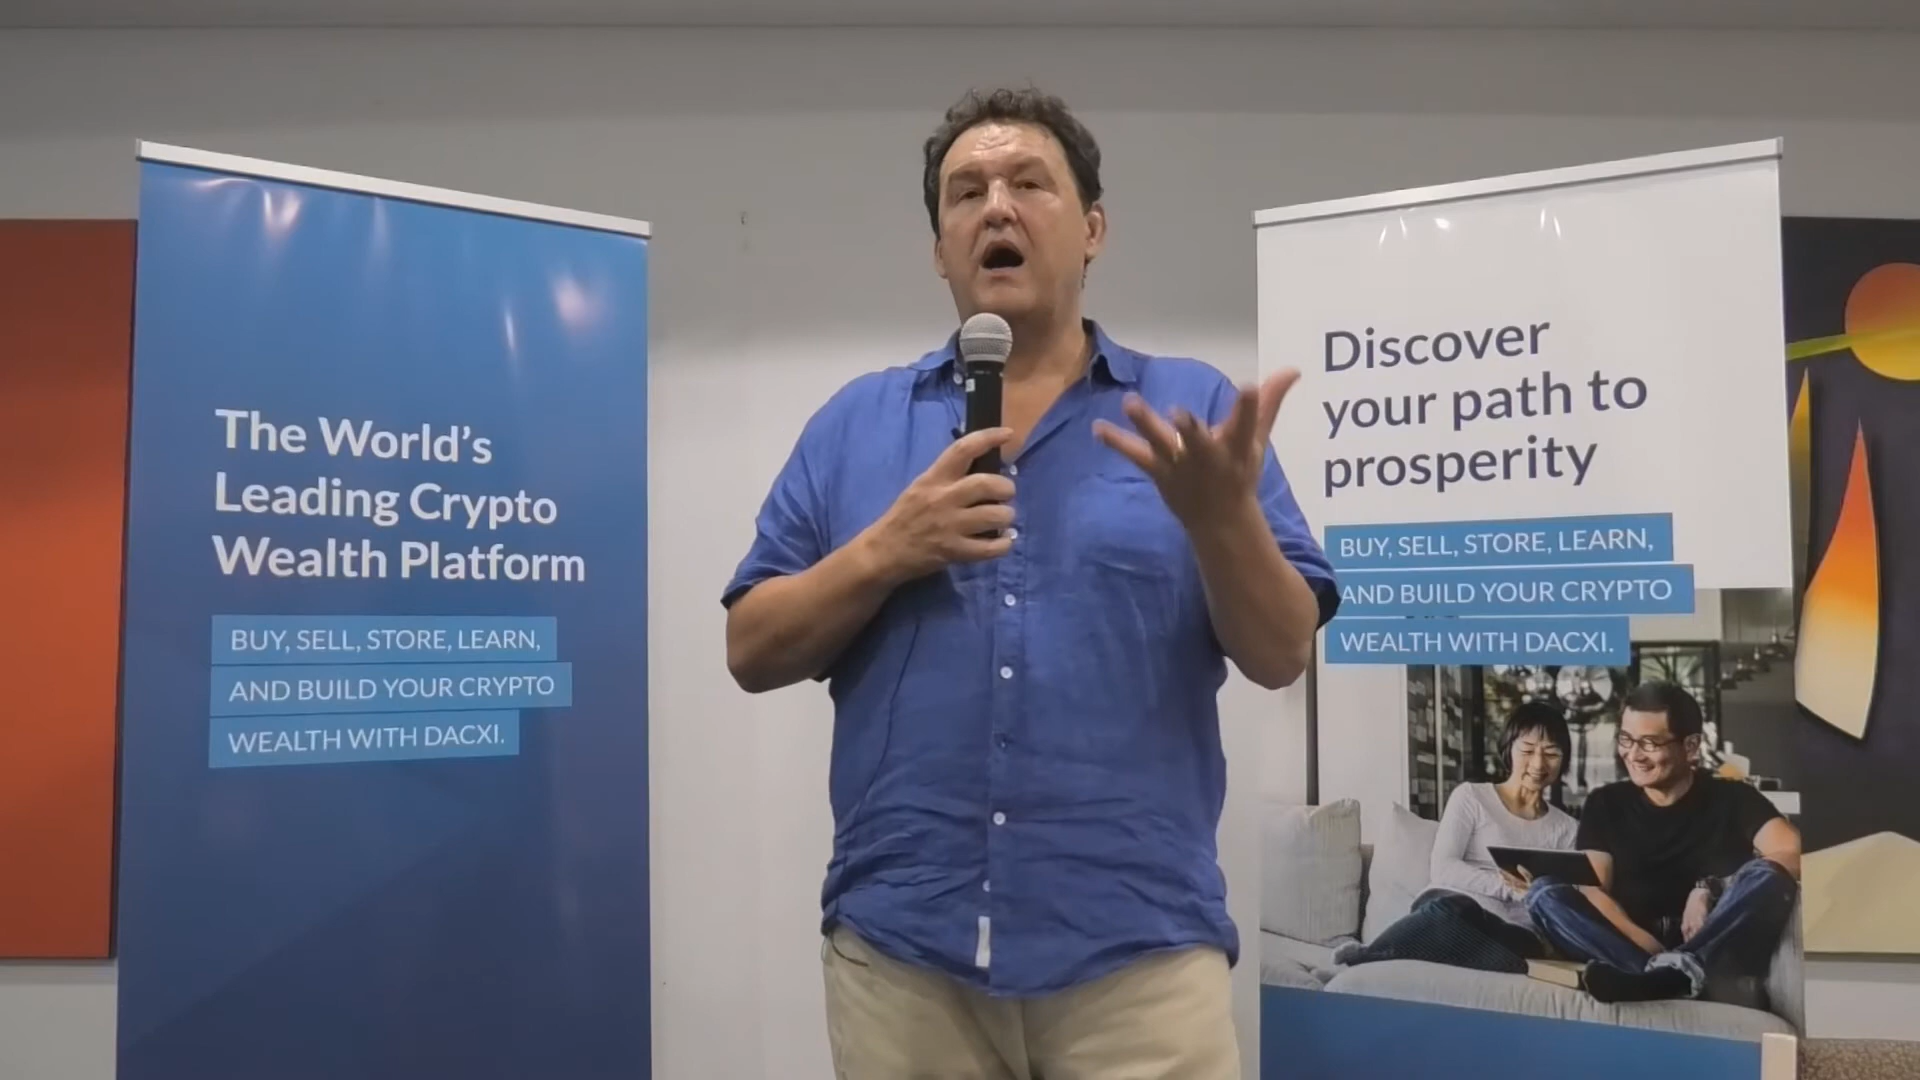 The World's
Leading Crypto
Wealth Platform
BUY, SELL, STORE, LEARN,
AND BUILD YOUR CRYPTO
WEALTH WITH DACXI.
Discover
your path to
prosperity
BUY, SELL, STORE, LEARN,
AND BUILD YOUR CRYPTO
WEALTH WITH DACXI.